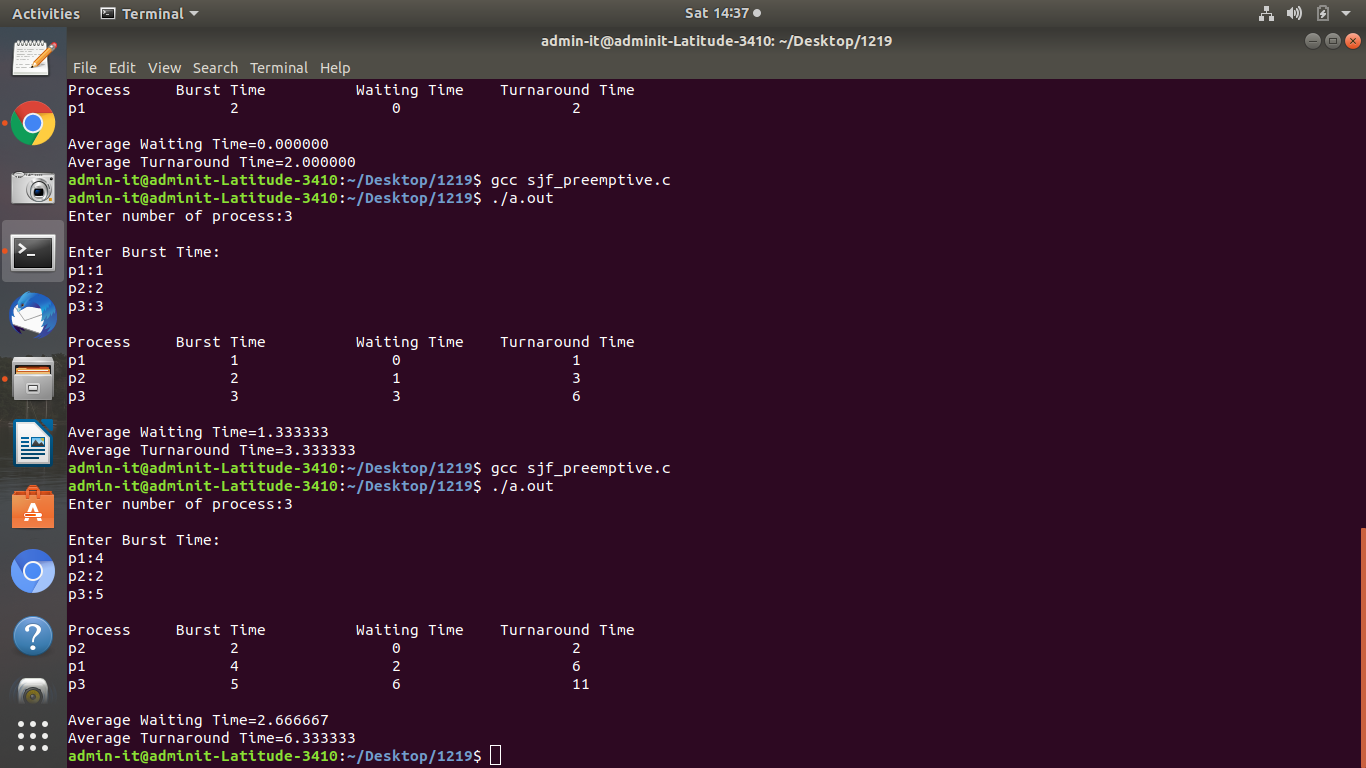 Activities Terminal Sat 14:37
admin-it@adminit-Latitude-3410: ~/Desktop/1219
File Edit View Search Terminal Help
Process Burst Time Waiting Time Turnaround Time
p1 2 0 2
Average Waiting Time=0.000000
Average Turnaround Time=2.000000
admin-it@adminit-Latitude-3410:~/Desktop/1219$ gcc sjf_preemptive.c
admin-it@adminit-Latitude-3410:~/Desktop/1219$ ./a.out
Enter number of process:3
Enter Burst Time:
p1:1
p2:2
p3:3
Process Burst Time Waiting Time Turnaround Time
p1 1 0 1
p2 2 1 3
p3 3 3 6
Average Waiting Time=1.333333
Average Turnaround Time=3.333333
admin-it@adminit-Latitude-3410:~/Desktop/1219$ gcc sjf_preemptive.c
admin-it@adminit-Latitude-3410:~/Desktop/1219$ ./a.out
Enter number of process:3
Enter Burst Time:
p1:4
p2:2
p3:5
Process Burst Time Waiting Time Turnaround Time
p2 2 0 2
p1 4 2 6
p3 5 6 11
Average Waiting Time=2.666667
Average Turnaround Time=6.333333
admin-it@adminit-Latitude-3410:~/Desktop/1219$